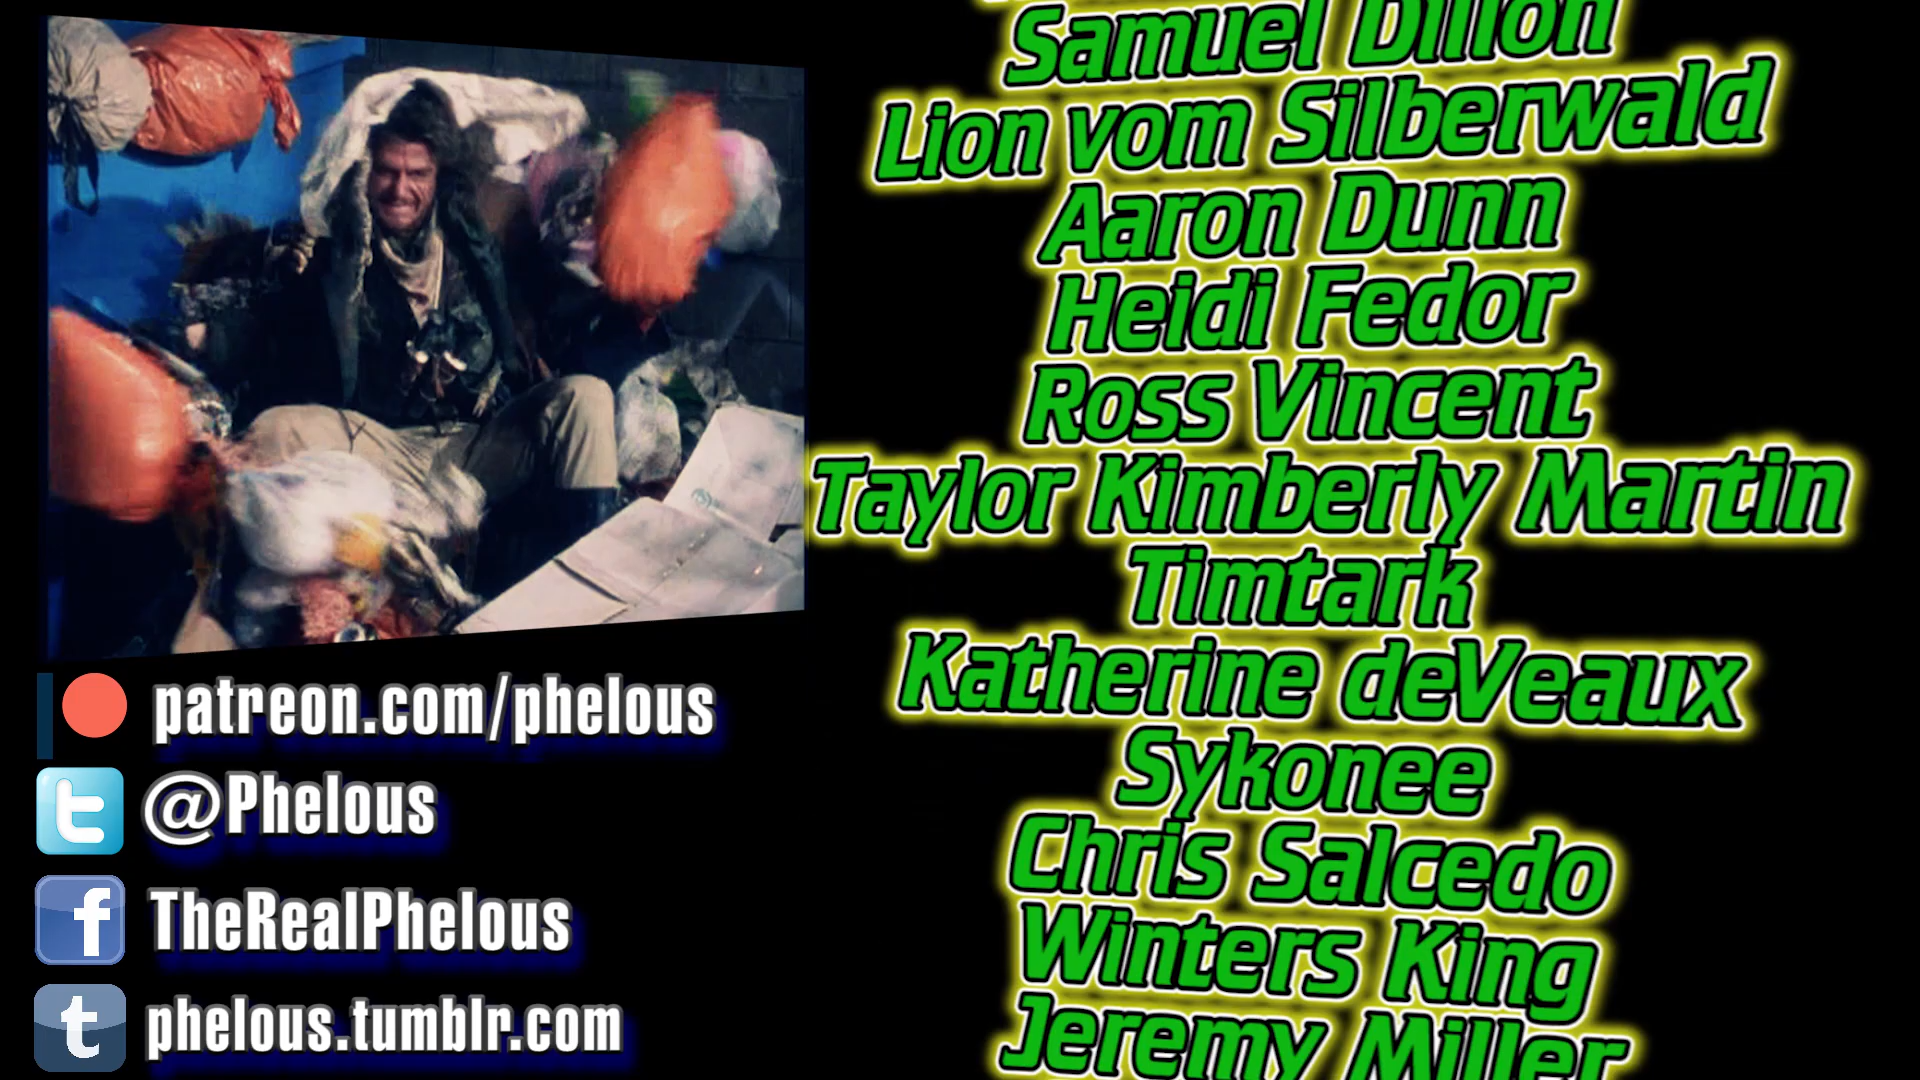 Samuel Dillon
Lion vom Silberwald
Aaron Dunn
Heidi Fedor
Ross Vincent
Taylor Kimberly Martin
Timtark
Katherine deVeaux
Sykonee
Chris Salcedo
Winters King
Jeremy Miller
patreon.com/phelous
@Phelous
TheRealPhelous
phelous.tumblr.com